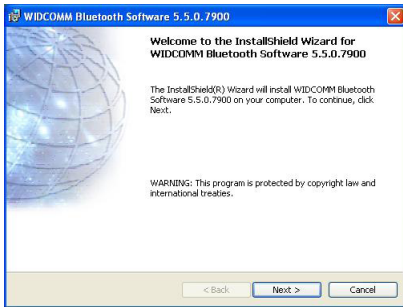 WIDCOMM Bluetooth Software 5.5.0.7900
Welcome to the InstallShield Wizard for
WIDCOMM Bluetooth Software 5.5.0.7900
The InstallShield(R) Wizard will install WIDCOMM Bluetooth
Software 5.5.0.7900 on your computer. To continue, click
Next.
WARNING: This program is protected by copyright law and
international treaties.
< Back Next > Cancel